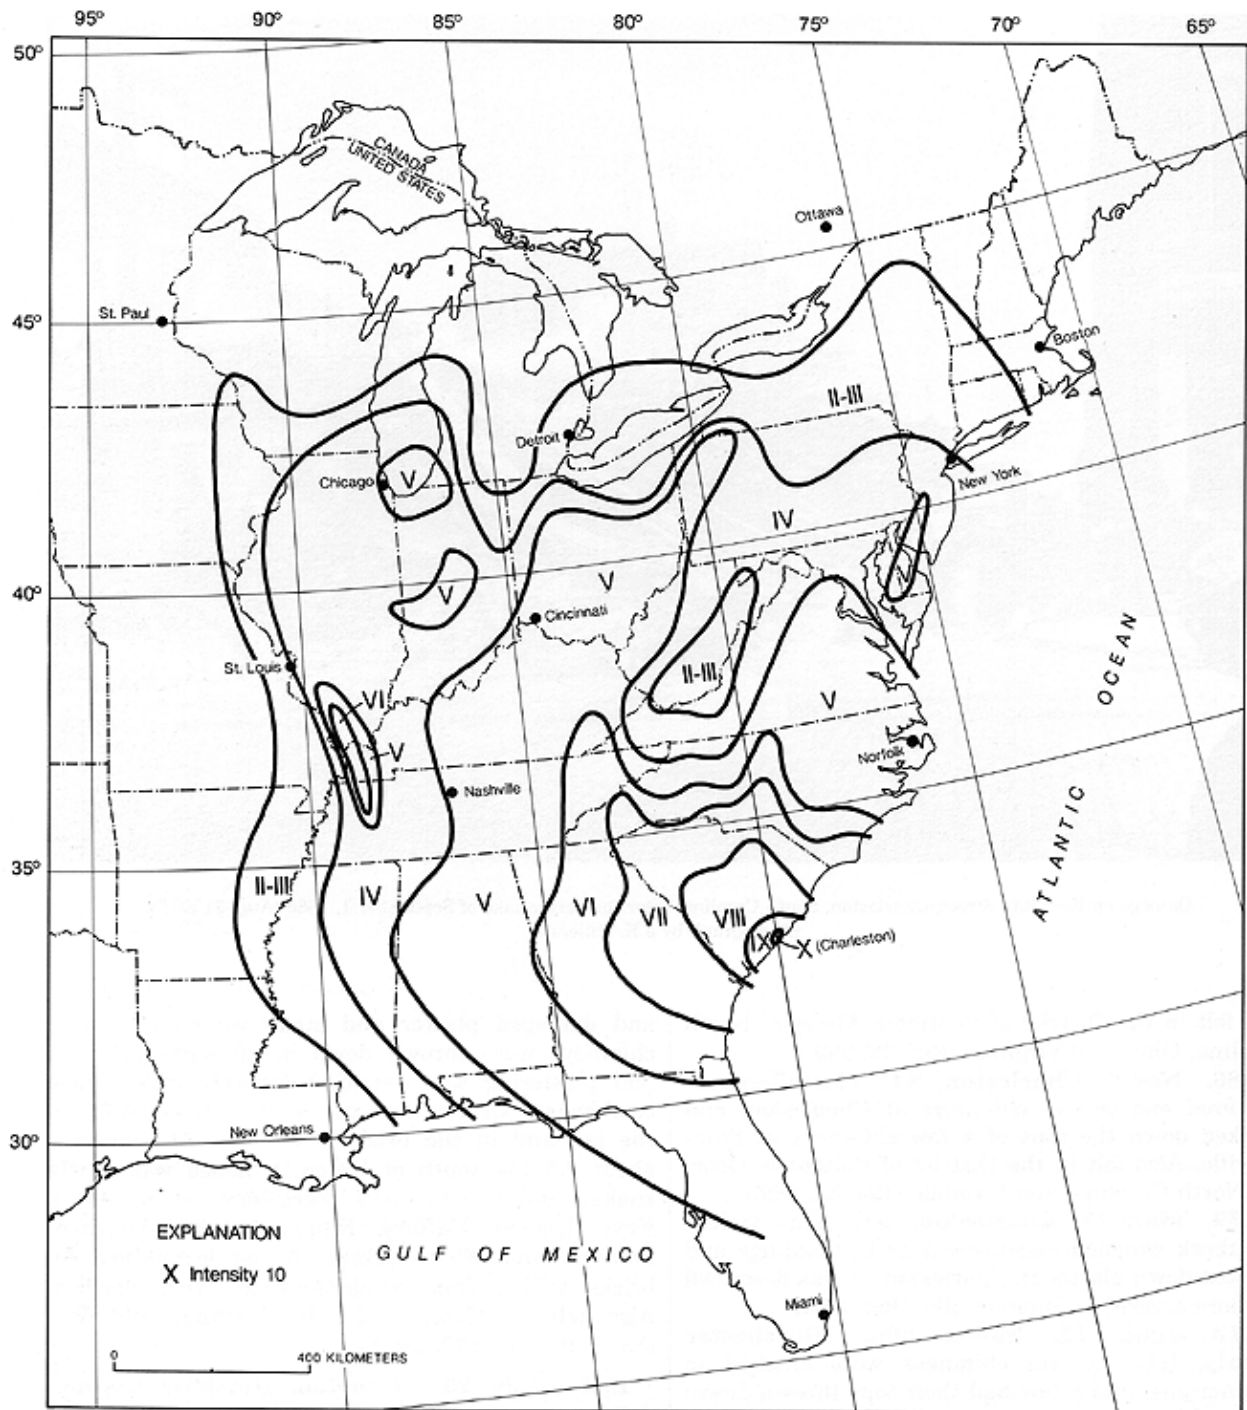 95° 90° 85° 80° 75° 70° 65°
50°
CANADA
UNITED STATES
Ottawa
St. Paul
45°
Boston
II-III
Detroit
Chicago
V
New York
IV
V
V
V
40°
Cincinnati
St. Louis
II-III
VI
V
V
OCEAN
Norfolk
Nashville
ATLANTIC
35°
II-III
IV
V
VI
VII
VIII
IX
X (Charleston)
30°
New Orleans
EXPLANATION
X Intensity 10
GULF OF MEXICO
Miami
0 400 KILOMETERS